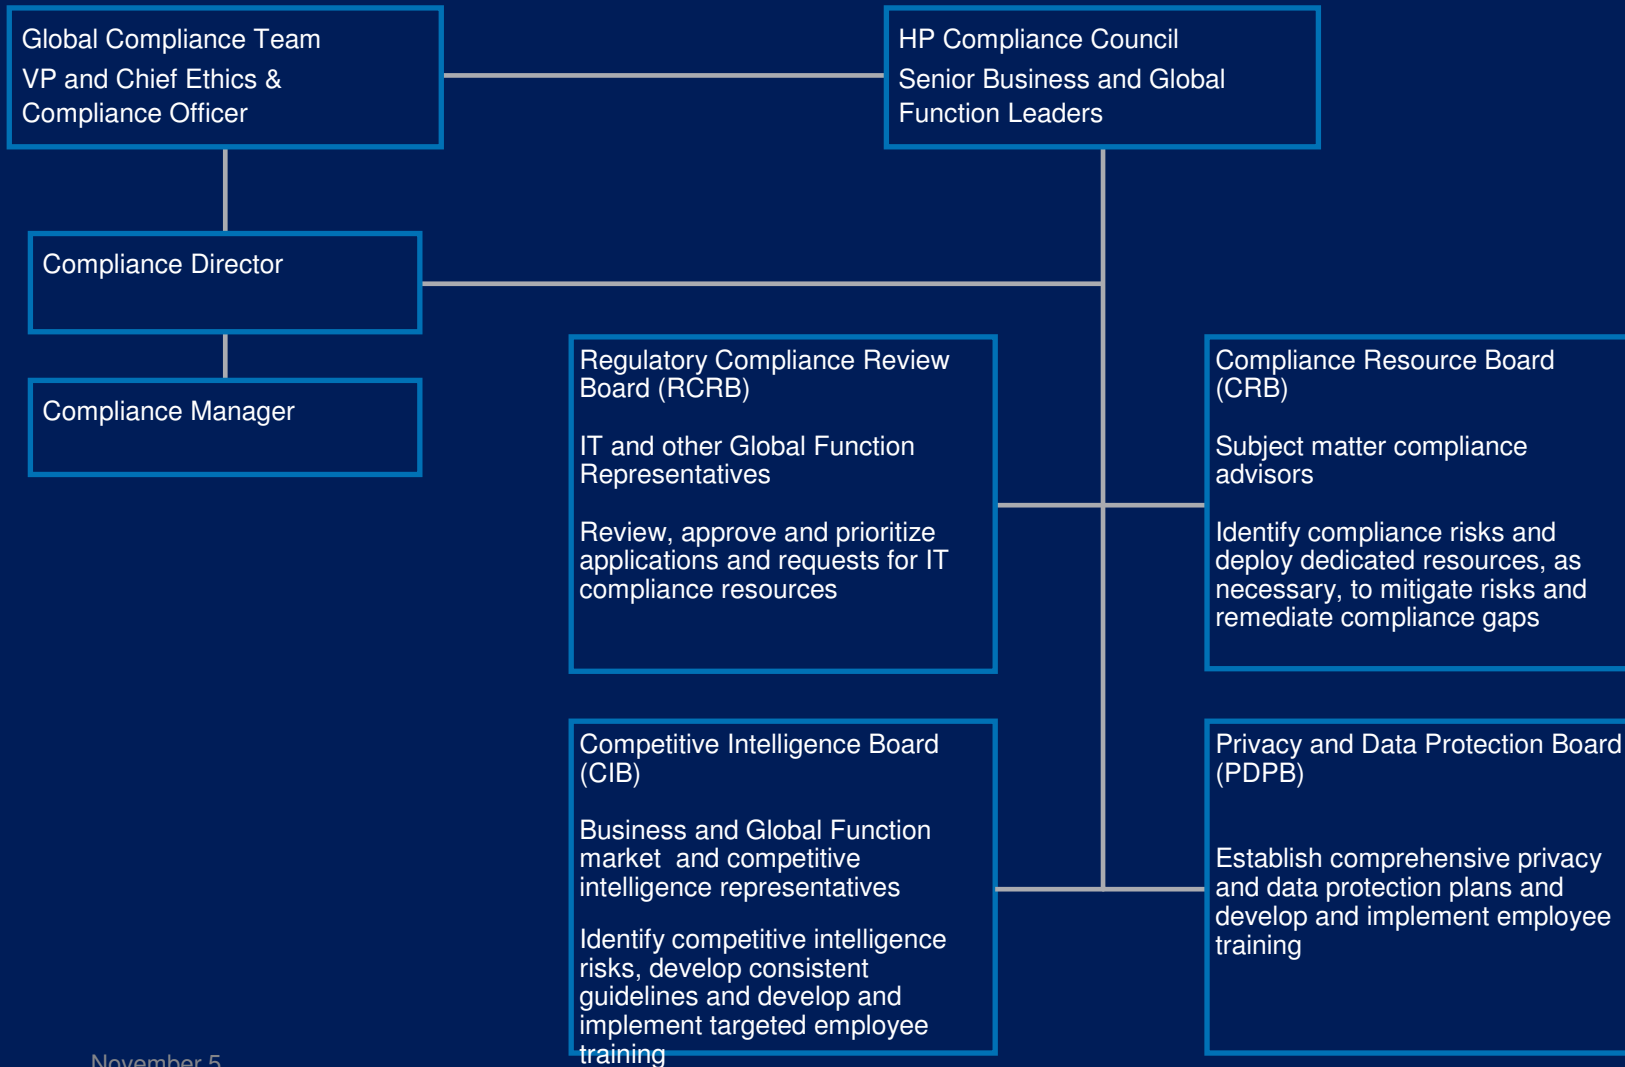 Global Compliance Team
VP and Chief Ethics &
Compliance Officer
HP Compliance Council
Senior Business and Global
Function Leaders
Compliance Director
Compliance Manager
Regulatory Compliance Review
Board (RCRB)
IT and other Global Function
Representatives
Review, approve and prioritize
applications and requests for IT
compliance resources
Compliance Resource Board
(CRB)
Subject matter compliance
advisors
Identify compliance risks and
deploy dedicated resources, as
necessary, to mitigate risks and
remediate compliance gaps
Competitive Intelligence Board
(CIB)
Business and Global Function
market  and competitive
intelligence representatives
Identify competitive intelligence
risks, develop consistent
guidelines and develop and
implement targeted employee
training
Privacy and Data Protection Board
(PDPB)
Establish comprehensive privacy
and data protection plans and
develop and implement employee
training
November 5